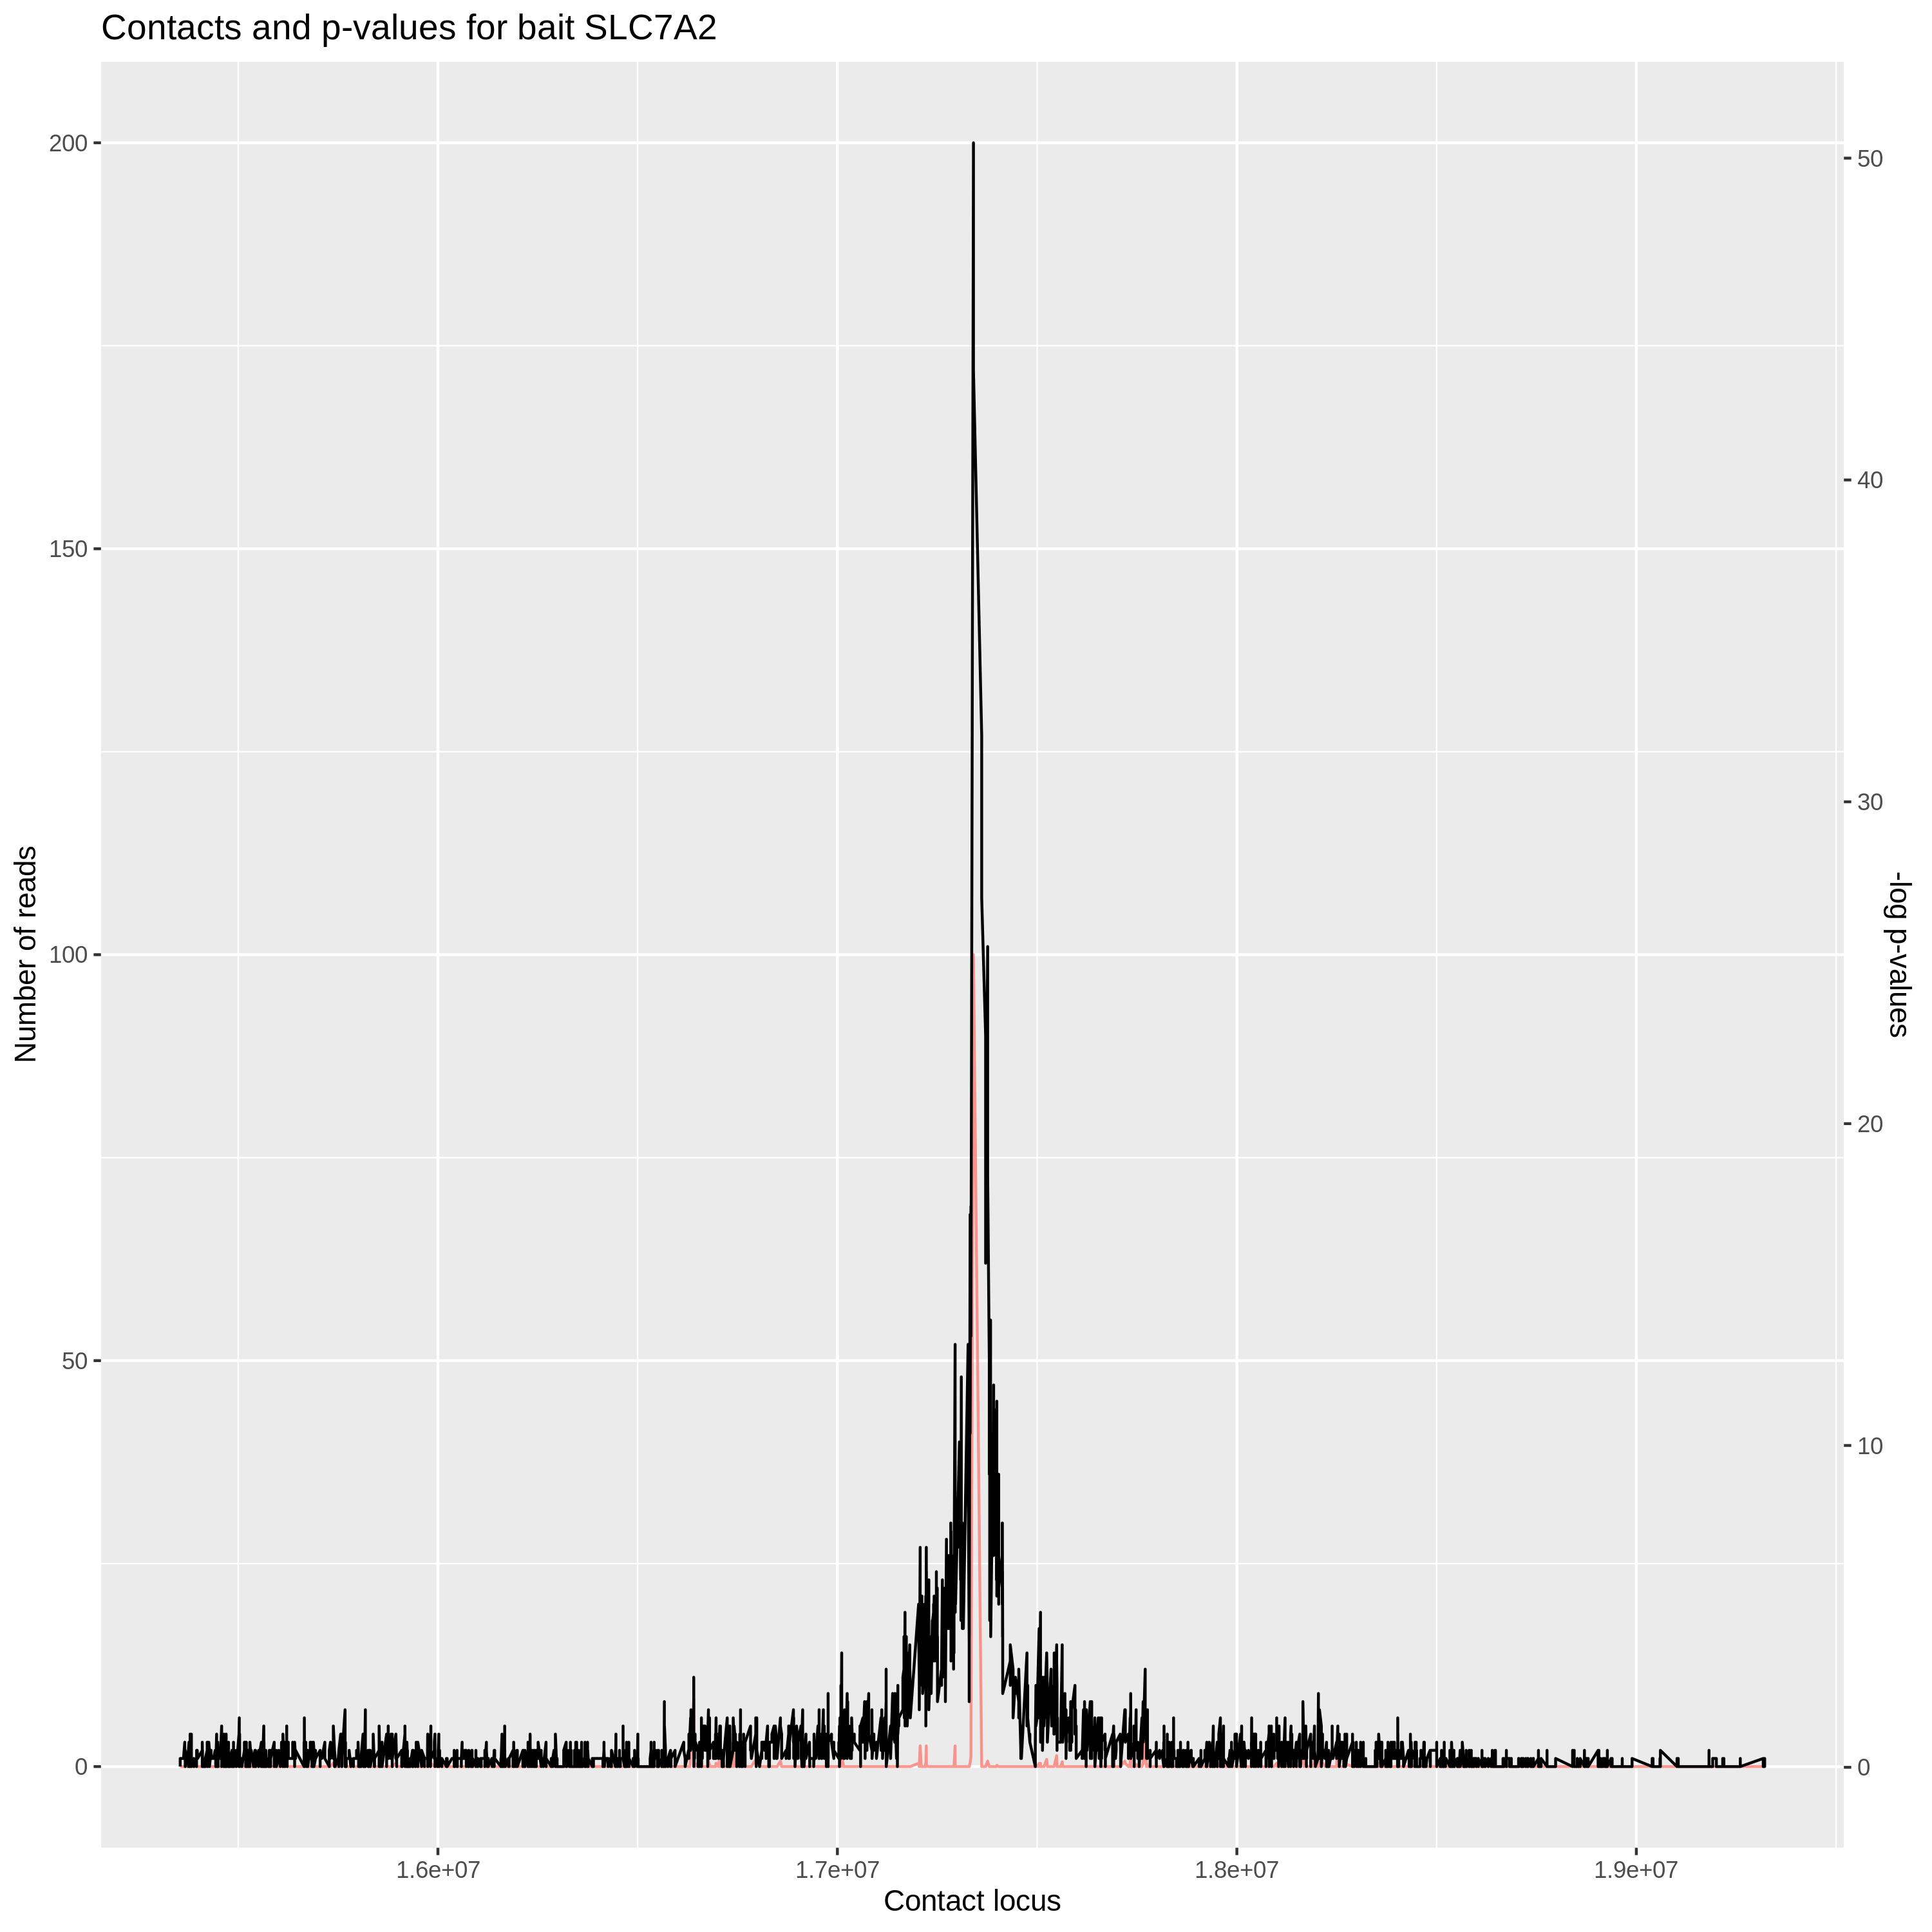 Contacts and p-values for bait SLC7A2
200
150
100
50
0
Number of reads
50
40
30
20
10
0
-log p-values
1.6e+07
1.7e+07
1.8e+07
1.9e+07
Contact locus